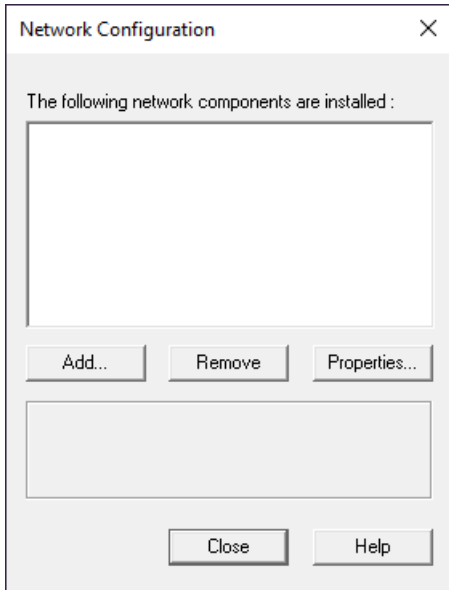 Network Configuration
The following network components are installed :
Add... Remove Properties...
Close Help